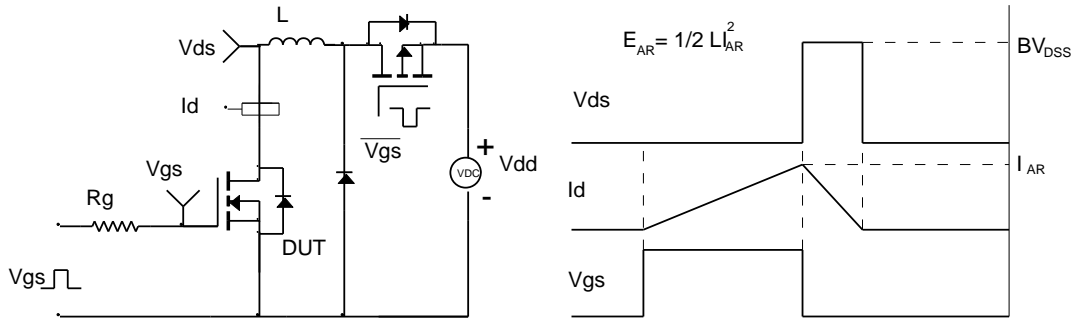 L
Vds
Id
Vgs
Rg
Vgs
DUT
Vgs
+
VDC
Vdd
-
E_AR = 1/2 LI_AR^2
BV_DSS
Vds
I_AR
Id
Vgs